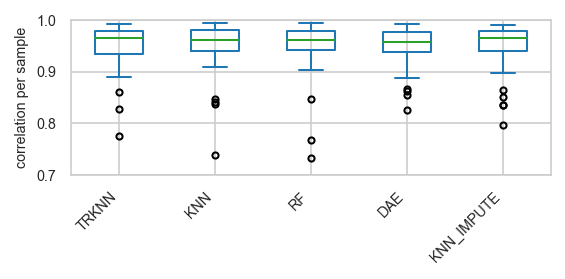 correlation per sample
1.0
0.9
0.8
0.7
TRKNN
KNN
RF
DAE
KNN_IMPUTE